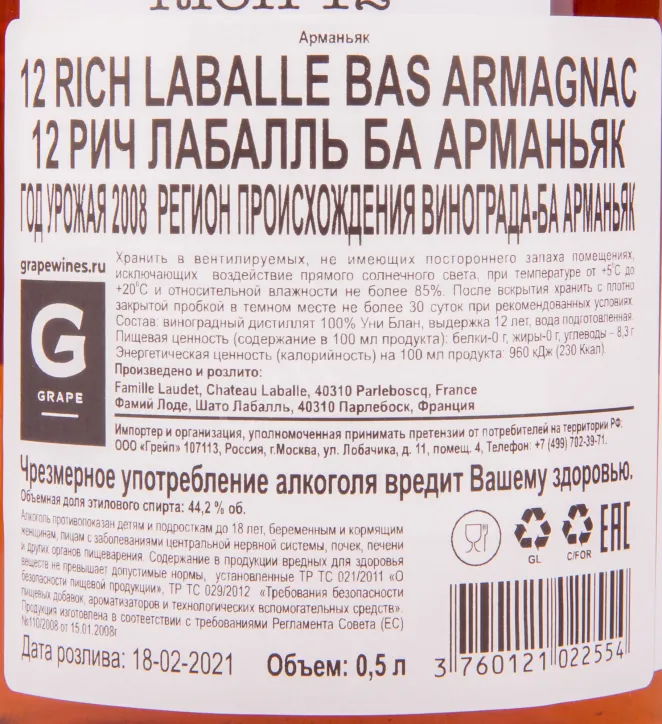 RICH 12
Арманьяк
12 RICH LABALLE BAS ARMAGNAC
12 РИЧ ЛАБАЛЛЬ БА АРМАНЬЯК
ГОД УРОЖАЯ 2008 РЕГИОН ПРОИСХОЖДЕНИЯ ВИНОГРАДА-БА АРМАНЬЯК
grapewines.ru
G
GRAPE
Хранить в вентилируемых, не имеющих постороннего запаха помещениях,
исключающих воздействие прямого солнечного света, при температуре от +5°С до
+20°С и относительной влажности не более 85%. После вскрытия хранить с плотно
закрытой пробкой в темном месте не более 30 суток при рекомендованных условиях.
Состав: виноградный дистиллят 100% Уни Блан, выдержка 12 лет, вода подготовленная.
Пищевая ценность (содержание в 100 мл продукта): белки-0 г, жиры-0 г, углеводы – 8,3 г
Энергетическая ценность (калорийность) на 100 мл продукта: 960 кДж (230 Ккал).
Произведено и розлито:
Famille Laudet, Chateau Laballe, 40310 Parleboscq, France
Фамий Лоде, Шато Лабалль, 40310 Парлебоск, Франция
Импортер и организация, уполномоченная принимать претензии от потребителей на территории РФ:
ООО «Грейп» 107113, Россия, г.Москва, ул. Лобачика, д. 11, помещ. 4, Телефон: +7 (499) 702-39-71.
Чрезмерное употребление алкоголя вредит Вашему здоровью.
Объемная доля этилового спирта: 44,2 % об.
Алкоголь противопоказан детям и подросткам до 18 лет, беременным и кормящим
женщинам, лицам с заболеваниями центральной нервной системы, почек, печени
и других органов пищеварения. Содержание в продукции вредных для здоровья
веществ не превышает допустимые нормы, установленные ТР ТС 021/2011 «О
безопасности пищевой продукции», ТР ТС 029/2012 «Требования безопасности
пищевых добавок, ароматизаторов и технологических вспомогательных средств».
Продукция изготовлена в соответствии с требованиями Регламента Совета (ЕС)
№110/2008 от 15.01.2008г
GL
C/FOR
EAC
Дата розлива: 18-02-2021
Объем: 0,5 л
3 760121 022554